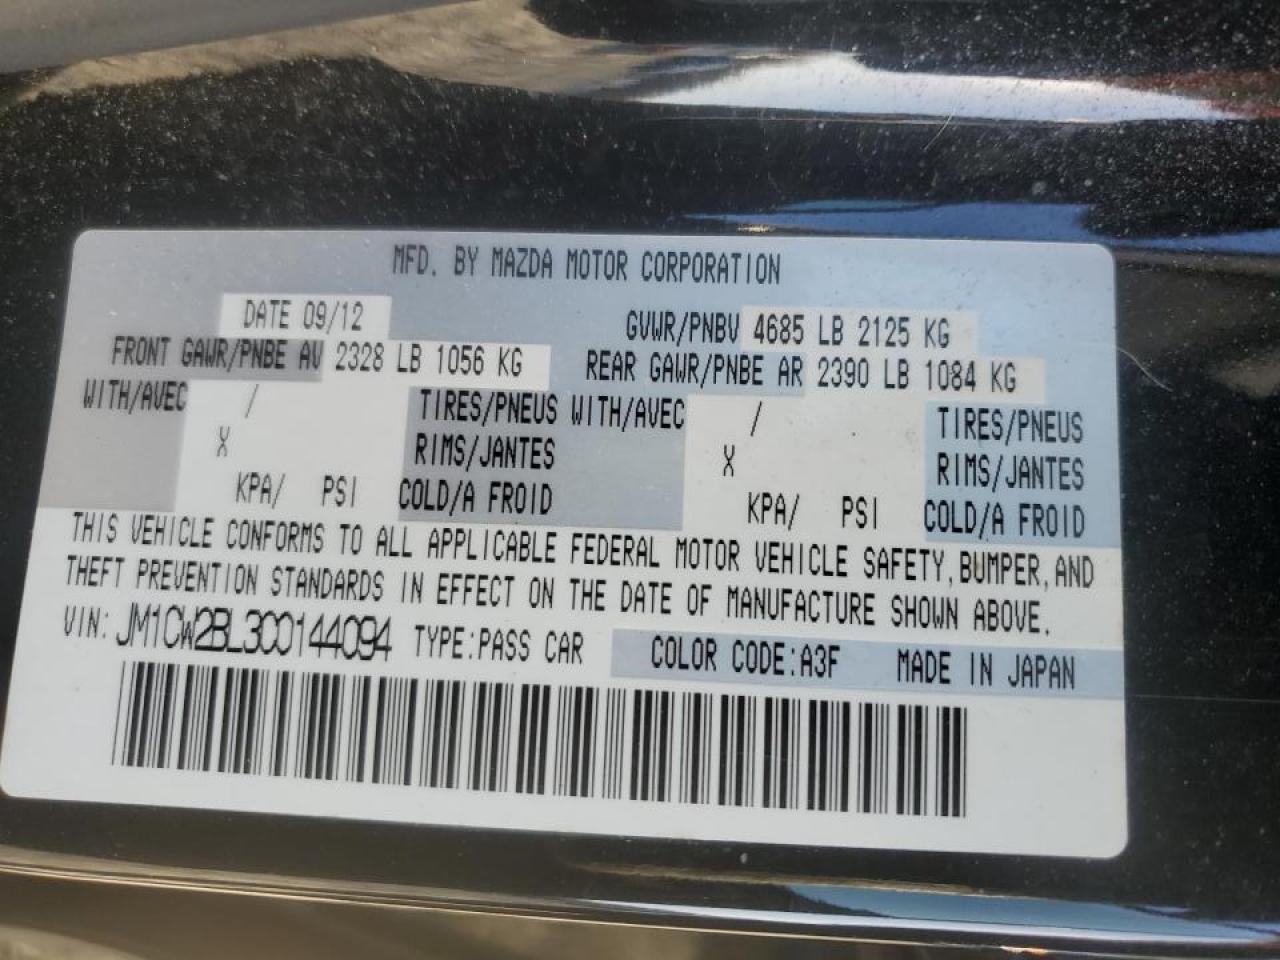 MFD. BY MAZDA MOTOR CORPORATION
DATE 09/12 GVWR/PNBV 4685 LB 2125 KG
FRONT GAWR/PNBE AV 2328 LB 1056 KG REAR GAWR/PNBE AR 2390 LB 1084 KG
WITH/AVEC / TIRES/PNEUS WITH/AVEC / TIRES/PNEUS
X RIMS/JANTES X RIMS/JANTES
KPA/ PSI COLD/A FROID KPA/ PSI COLD/A FROID
THIS VEHICLE CONFORMS TO ALL APPLICABLE FEDERAL MOTOR VEHICLE SAFETY, BUMPER, AND
THEFT PREVENTION STANDARDS IN EFFECT ON THE DATE OF MANUFACTURE SHOWN ABOVE.
VIN: JM1CW2BL3C0144094 TYPE:PASS CAR COLOR CODE:A3F MADE IN JAPAN